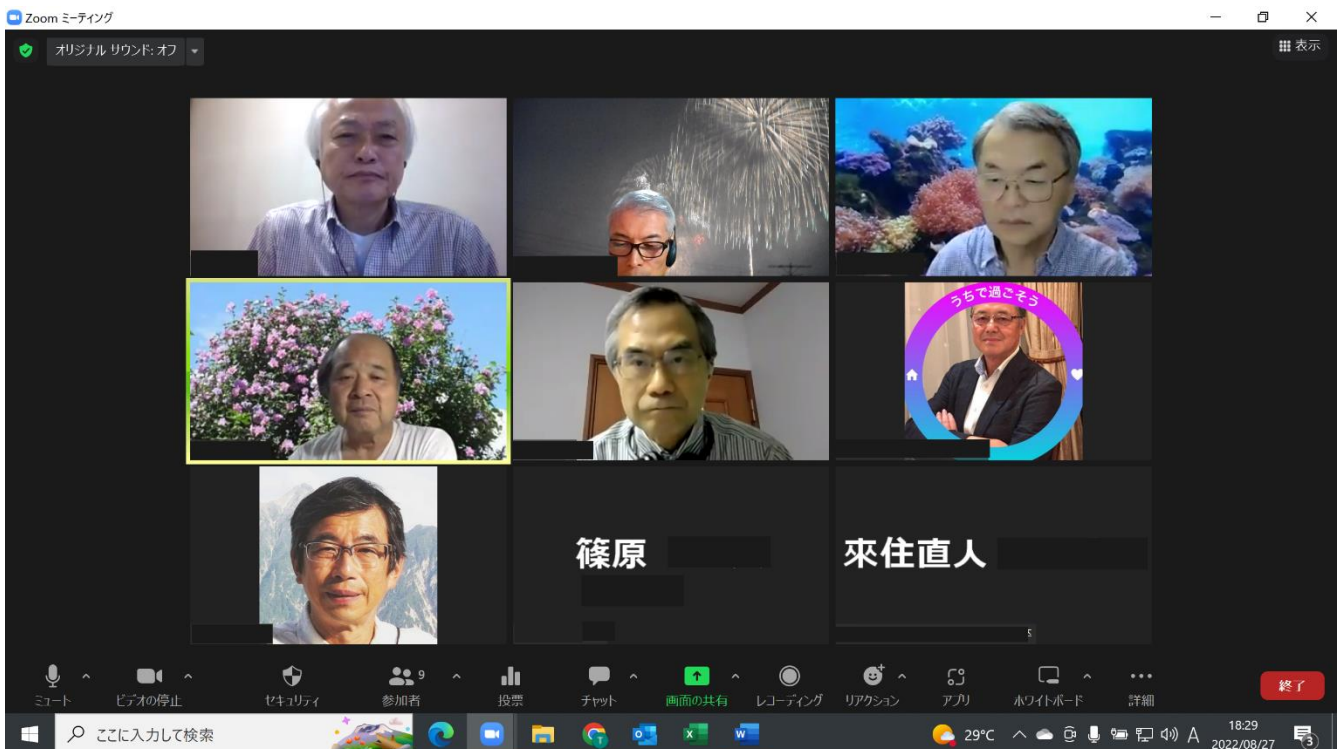 Zoom ミーティング
オリジナル サウンド: オフ
表示
うちで過ごそう
篠原
來住直人
ミュート
ビデオの停止
セキュリティ
9
参加者
投票
チャット
画面の共有
レコーディング
リアクション
アプリ
ホワイトボード
詳細
終了
ここに入力して検索
29°C
A
18:29
2022/08/27
3